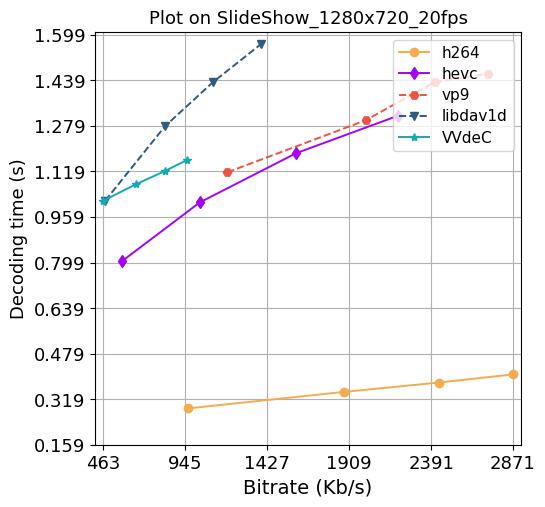 Plot on SlideShow_1280x720_20fps
h264
hevc
vp9
libdav1d
VVdeC
Decoding time (s)
1.599
1.439
1.279
1.119
0.959
0.799
0.639
0.479
0.319
0.159
463 945 1427 1909 2391 2871
Bitrate (Kb/s)